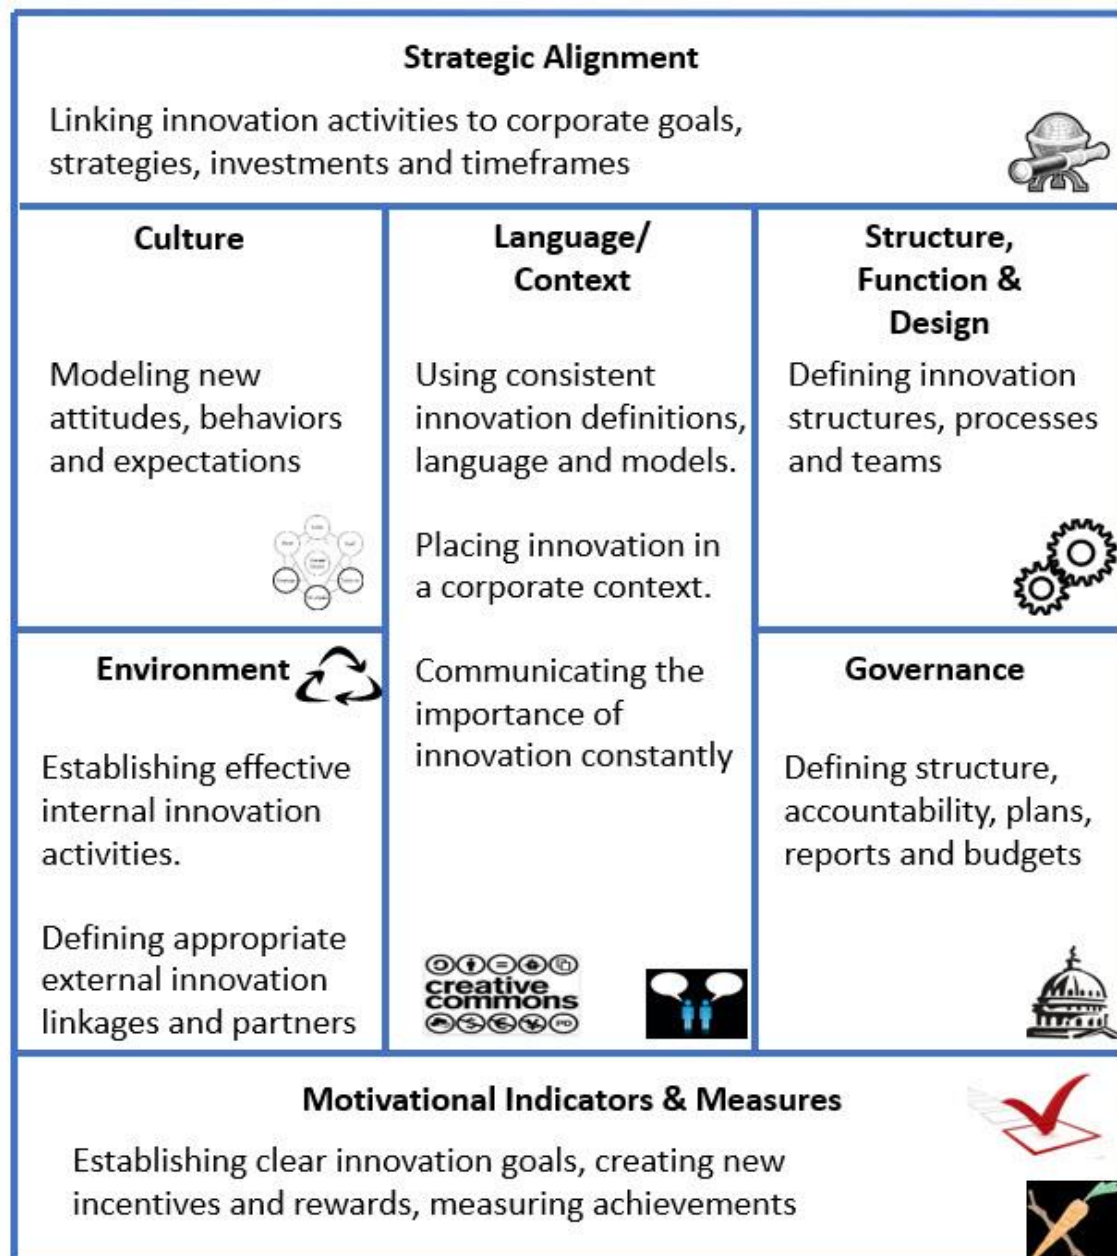 Strategic Alignment
Linking innovation activities to corporate goals,
strategies, investments and timeframes
Culture
Modeling new
attitudes, behaviors
and expectations
Language/
Context
Using consistent
innovation definitions,
language and models.
Placing innovation in
a corporate context.
Communicating the
importance of
innovation constantly
creative
commons
PD
Structure,
Function &
Design
Defining innovation
structures, processes
and teams
Environment
Establishing effective
internal innovation
activities.
Defining appropriate
external innovation
linkages and partners
Governance
Defining structure,
accountability, plans,
reports and budgets
Motivational Indicators & Measures
Establishing clear innovation goals, creating new
incentives and rewards, measuring achievements